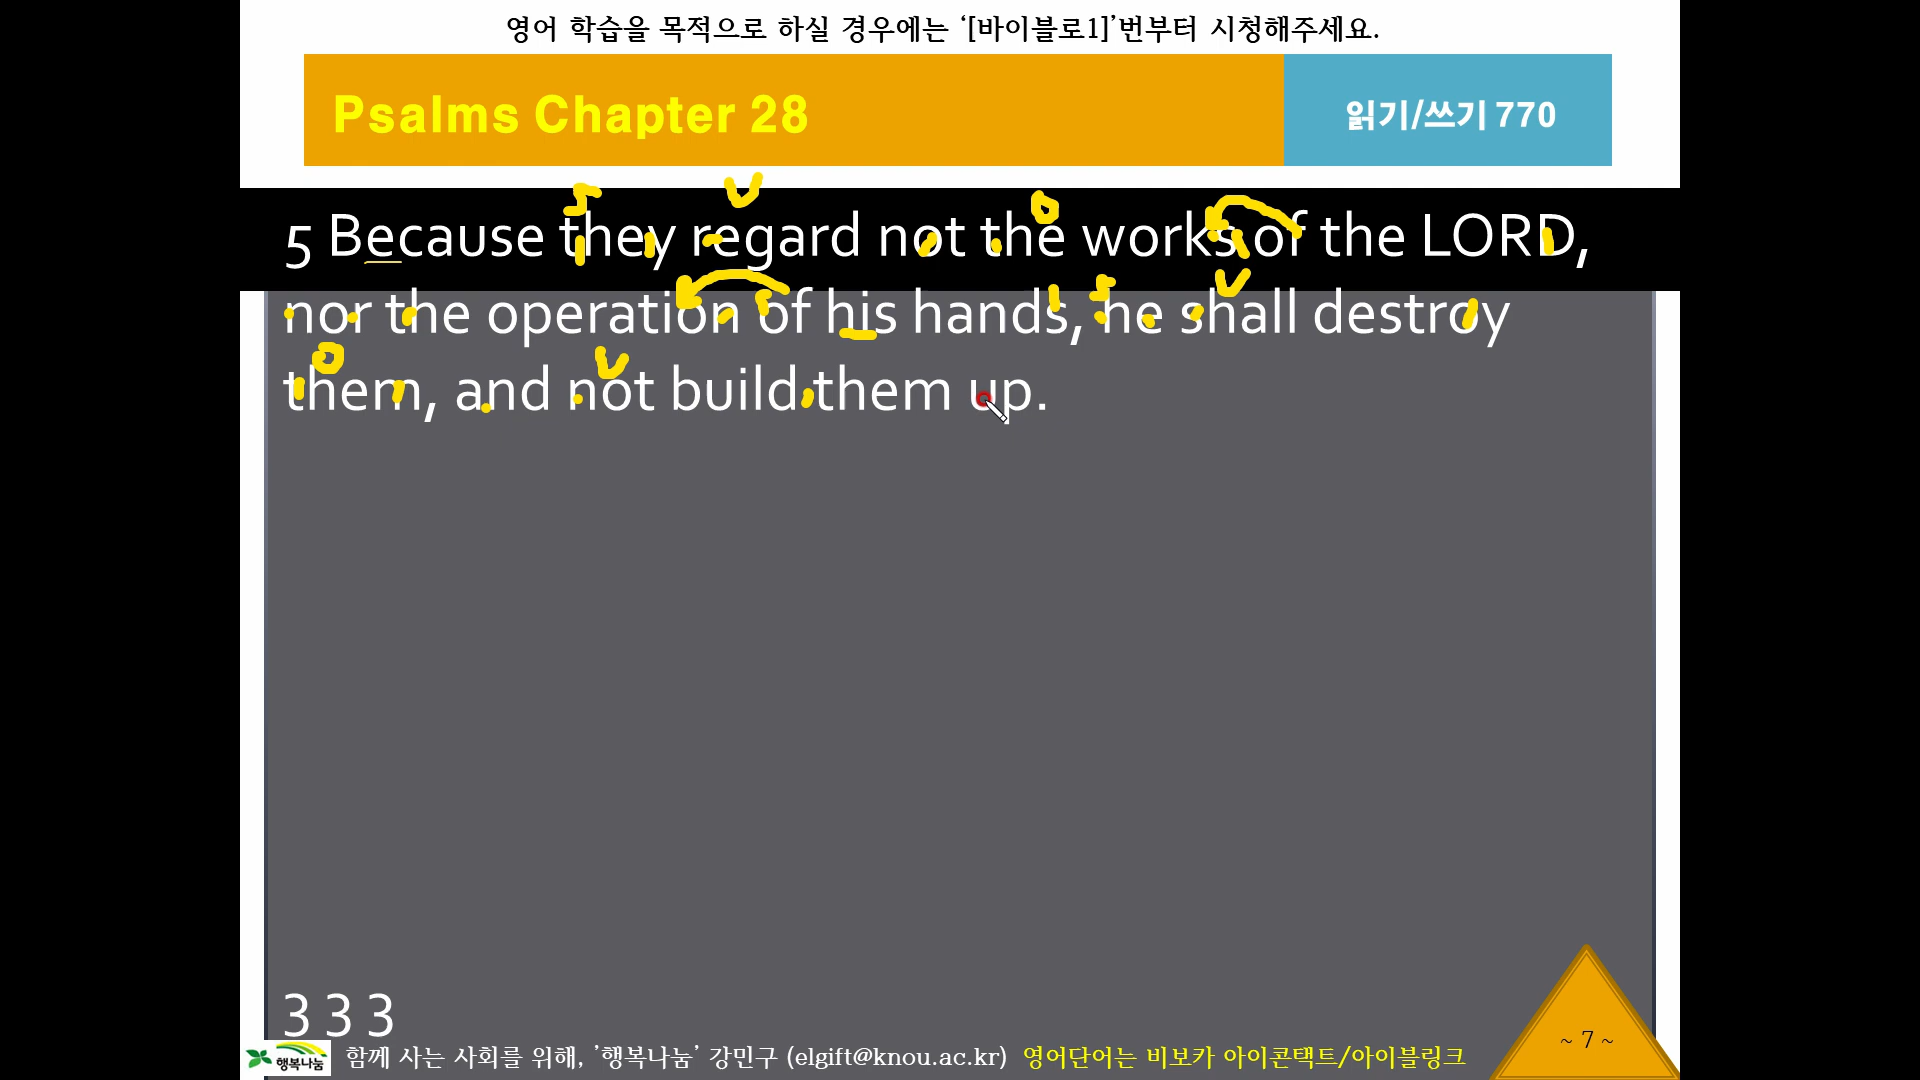 영어 학습을 목적으로 하실 경우에는 ‘[바이블로1]’번부터 시청해주세요.
Psalms Chapter 28
읽기/쓰기 770
5 Because they regard not the works of the LORD,
nor the operation of his hands, he shall destroy
them, and not build them up.
3 3 3
~ 7 ~
행복나눔 함께 사는 사회를 위해, ’행복나눔’ 강민구 (elgift@knou.ac.kr) 영어단어는 비보카 아이콘택트/아이블링크